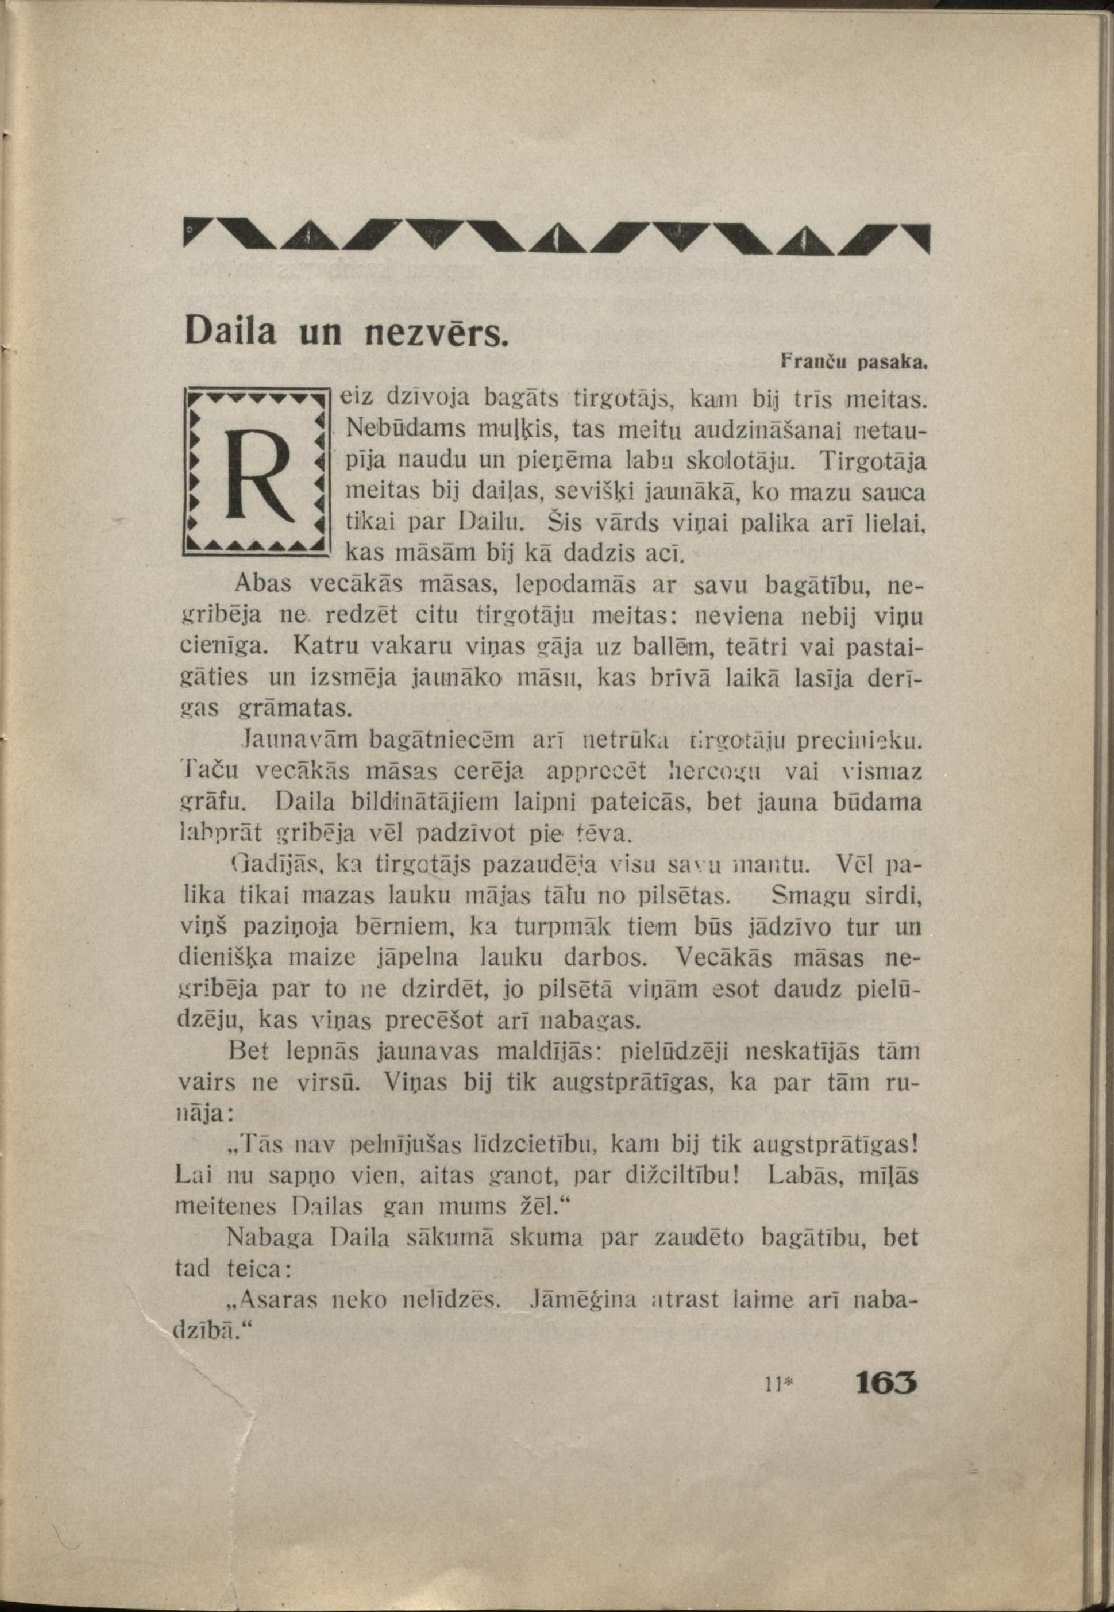 Daila un nezvērs.
Franču pasaka.
Reiz dzīvoja bagāts tirgotājs, kam bij trīs meitas.
Nebūdams muļķis, tas meitu audzināšanai netau-
pīja naudu un pieņēma labu skolotāju. Tirgotāja
meitas bij daiļas, sevišķi jaunākā, ko mazu sauca
tikai par Dailu. Šis vārds viņai palika arī lielai,
kas māsām bij kā dadzis acī.
Abas vecākās māsas, lepodamās ar savu bagātību, ne-
gribēja ne redzēt citu tirgotāju meitas: neviena nebij viņu
cienīga. Katru vakaru viņas gāja uz ballēm, teātri vai pastai-
gāties un izsmēja jaunāko māsu, kas brīvā laikā lasīja derī-
gas grāmatas.
Jaunavām bagātniecēm arī netrūka tirgotāju precinieku.
Taču vecākās māsas cerēja apprecēt hercogu vai vismaz
grāfu. Daila bildinātājiem laipni pateicās, bet jauna būdama
labprāt gribēja vēl padzīvot pie tēva.
Gadījās, ka tirgotājs pazaudēja visu savu mantu. Vēl pa-
lika tikai mazas lauku mājas tālu no pilsētas. Smagu sirdi,
viņš paziņoja bērniem, ka turpmāk tiem būs jādzīvo tur un
dienišķa maize jāpelna lauku darbos. Vecākās māsas ne-
gribēja par to ne dzirdēt, jo pilsētā viņām esot daudz pielū-
dzēju, kas viņas precēšot arī nabagas.
Bet lepnās jaunavas maldījās: pielūdzēji neskatījās tām
vairs ne virsū. Viņas bij tik augstprātīgas, ka par tām ru-
nāja:
„Tās nav pelnījušas līdzcietību, kam bij tik augstprātīgas!
Lai nu sapņo vien, aitas ganot, par dižciltību! Labās, mīļās
meitenes Dailas gan mums žēl.“
Nabaga Daila sākumā skuma par zaudēto bagātību, bet
tad teica:
„Asaras neko nelīdzēs. Jāmēģina atrast laime arī naba-
dzībā.“
11* 163